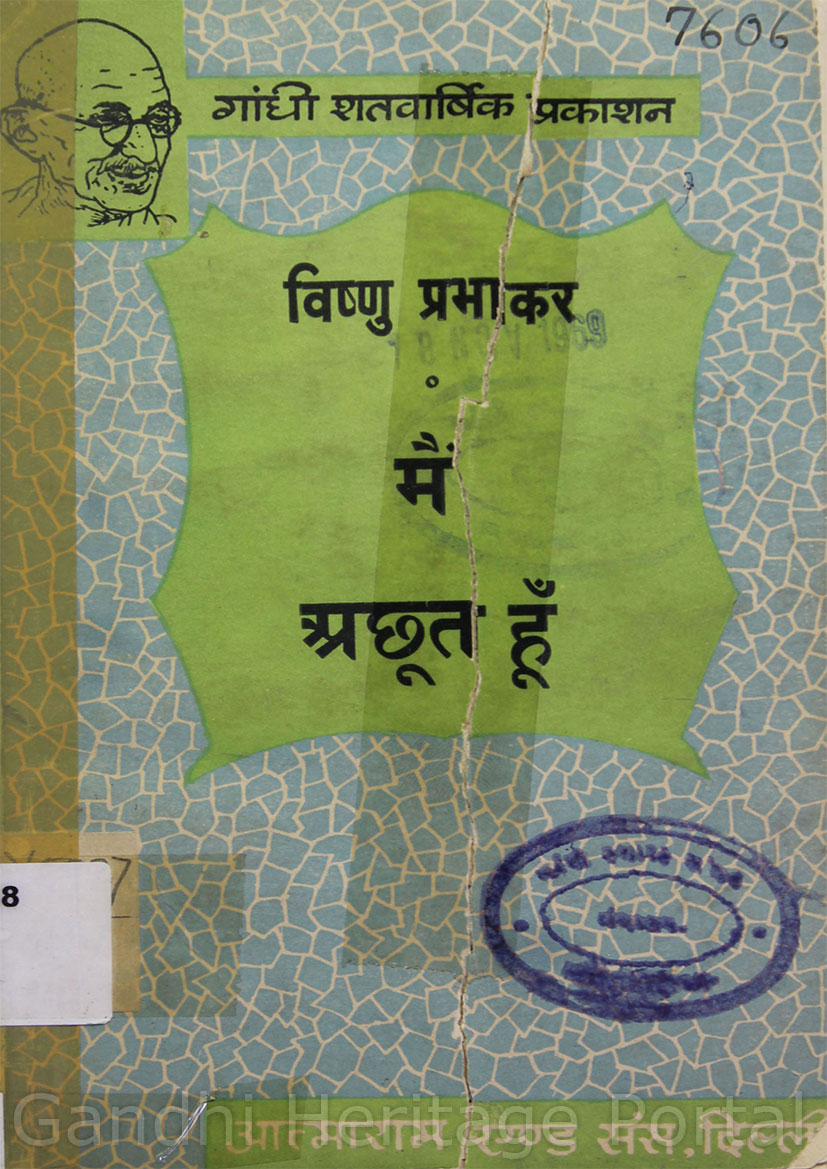 7606
गांधी शतवार्षिक प्रकाशन
विष्णु प्रभाकर
मैं
अछूत हूँ
8
Gandhi Heritage Portal
आत्माराम एण्ड संस, दिल्ल